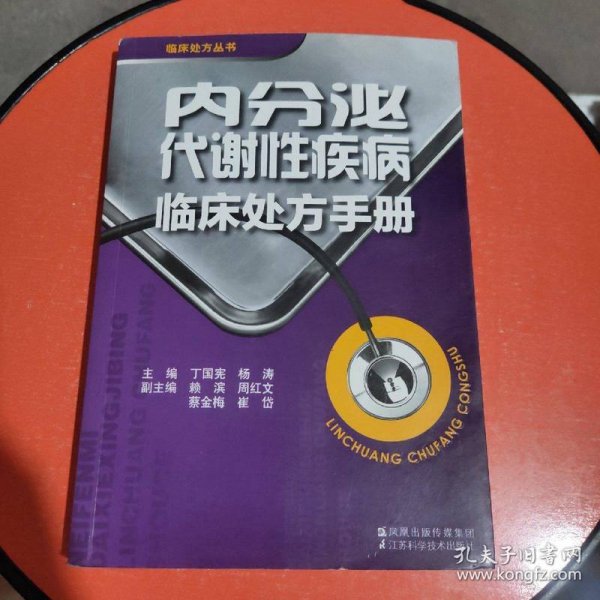 临床处方丛书
内分泌
代谢性疾病
临床处方手册
主 编 丁国宪 杨 涛
副主编 赖 滨 周红文
蔡金梅 崔 岱
LINCHUANG CHUFANG CONGSHU
NEIFENMI
DAIXIEXINGJIBING
凤凰出版传媒集团
江苏科学技术出版社
孔夫子旧书网
www.kongfz.com